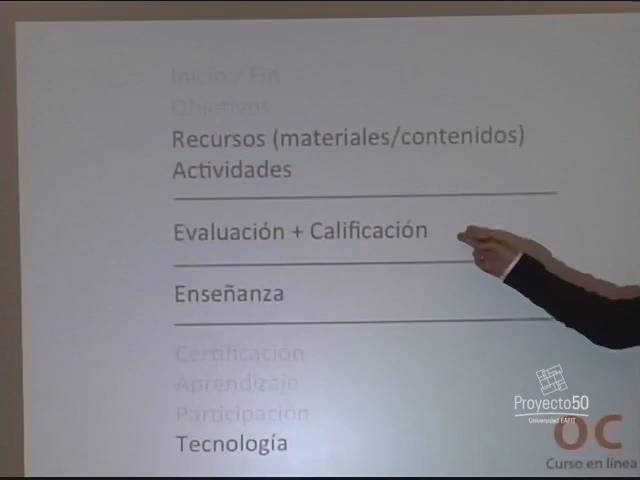 Inicio / Fin
Objetivos
Recursos (materiales/contenidos)
Actividades
Evaluación + Calificación
Enseñanza
Certificación
Aprendizaje
Participación
Tecnología
Proyecto50
Universidad EAFIT
OC
Curso en línea